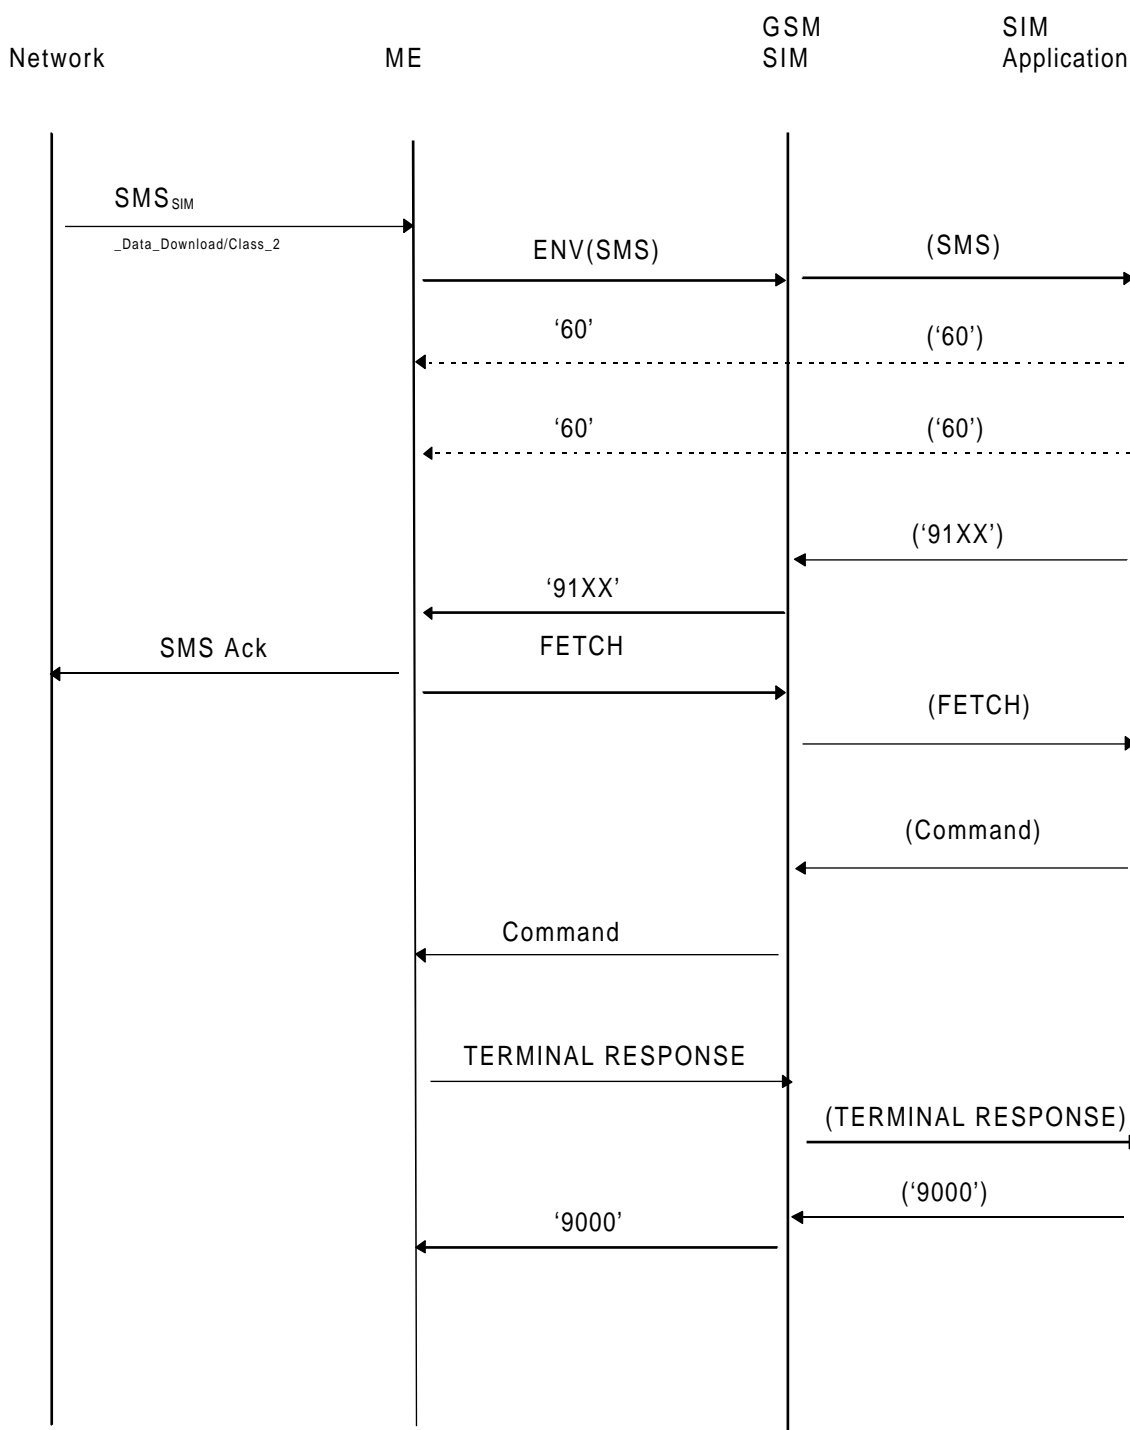 GSM SIM
Network ME SIM Application
SMS SIM
_Data_Download/Class_2
ENV(SMS) (SMS)
‘60’ (‘60’)
‘60’ (‘60’)
(‘91XX’)
‘91XX’
SMS Ack FETCH
(FETCH)
(Command)
Command
TERMINAL RESPONSE
(TERMINAL RESPONSE)
(‘9000’)
‘9000’